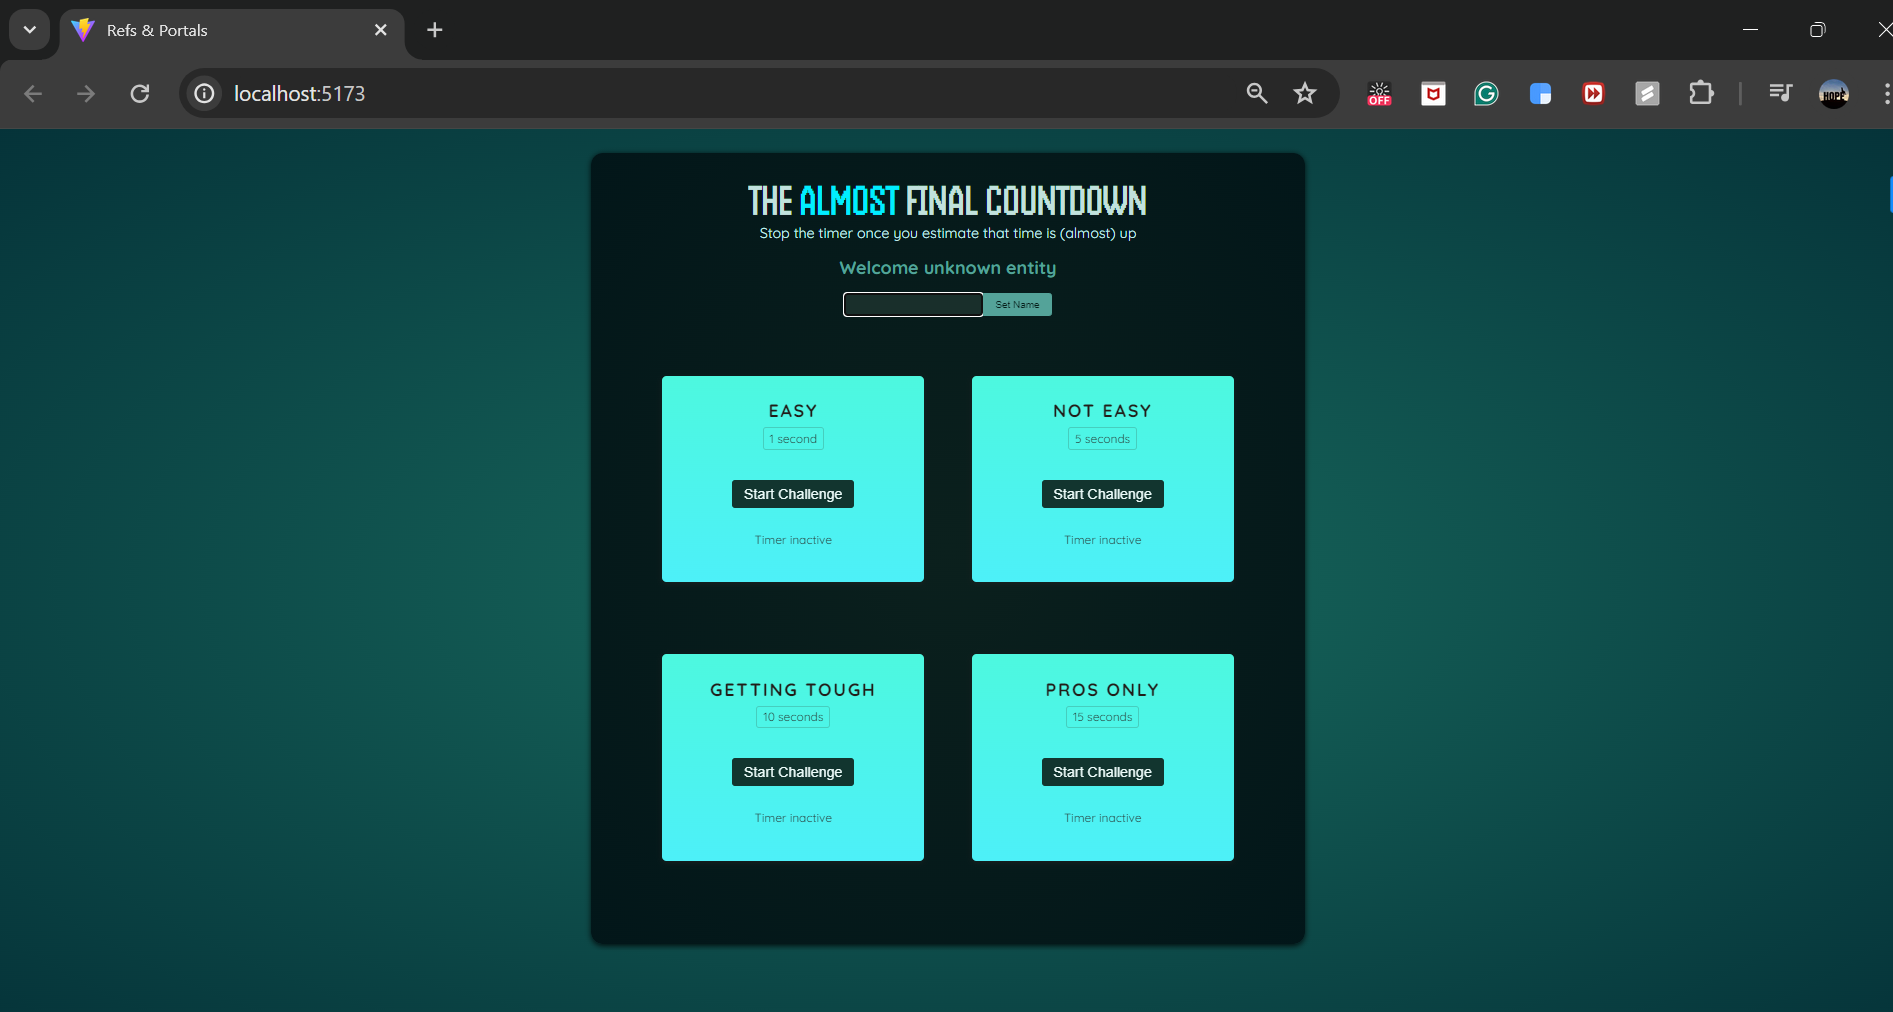 Refs & Portals
localhost:5173
OFF
HOPE
THE ALMOST FINAL COUNTDOWN
Stop the timer once you estimate that time is (almost) up
Welcome unknown entity
Set Name
EASY
1 second
Start Challenge
Timer inactive
NOT EASY
5 seconds
Start Challenge
Timer inactive
GETTING TOUGH
10 seconds
Start Challenge
Timer inactive
PROS ONLY
15 seconds
Start Challenge
Timer inactive